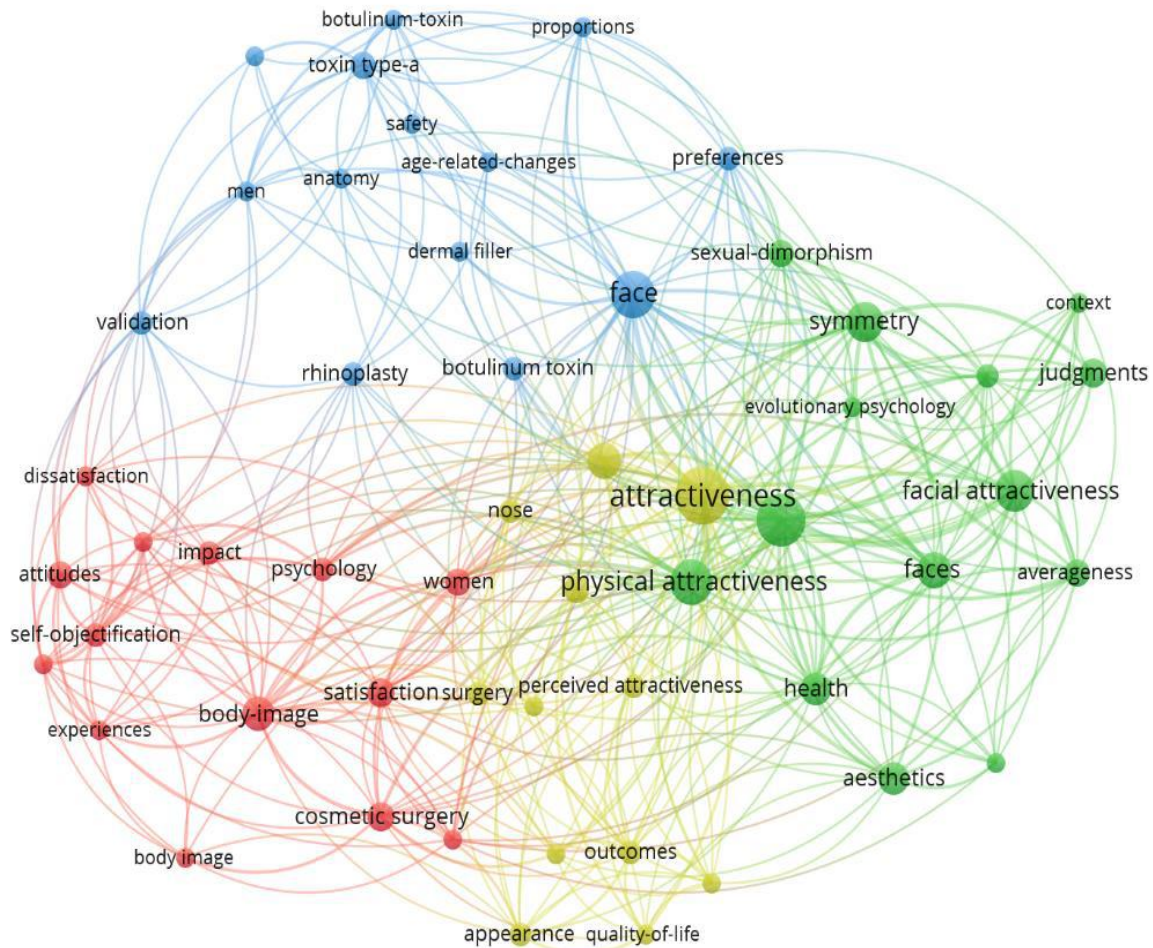 botulinum-toxin
proportions
toxin type-a
safety
age-related-changes
preferences
men
anatomy
dermal filler
sexual-dimorphism
face
context
validation
symmetry
rhinoplasty
botulinum toxin
judgments
evolutionary psychology
dissatisfaction
attractiveness
facial attractiveness
nose
impact
attitudes
psychology
women
physical attractiveness
faces
averageness
self-objectification
satisfaction
surgery
perceived attractiveness
health
body-image
experiences
aesthetics
cosmetic surgery
body image
outcomes
appearance
quality-of-life